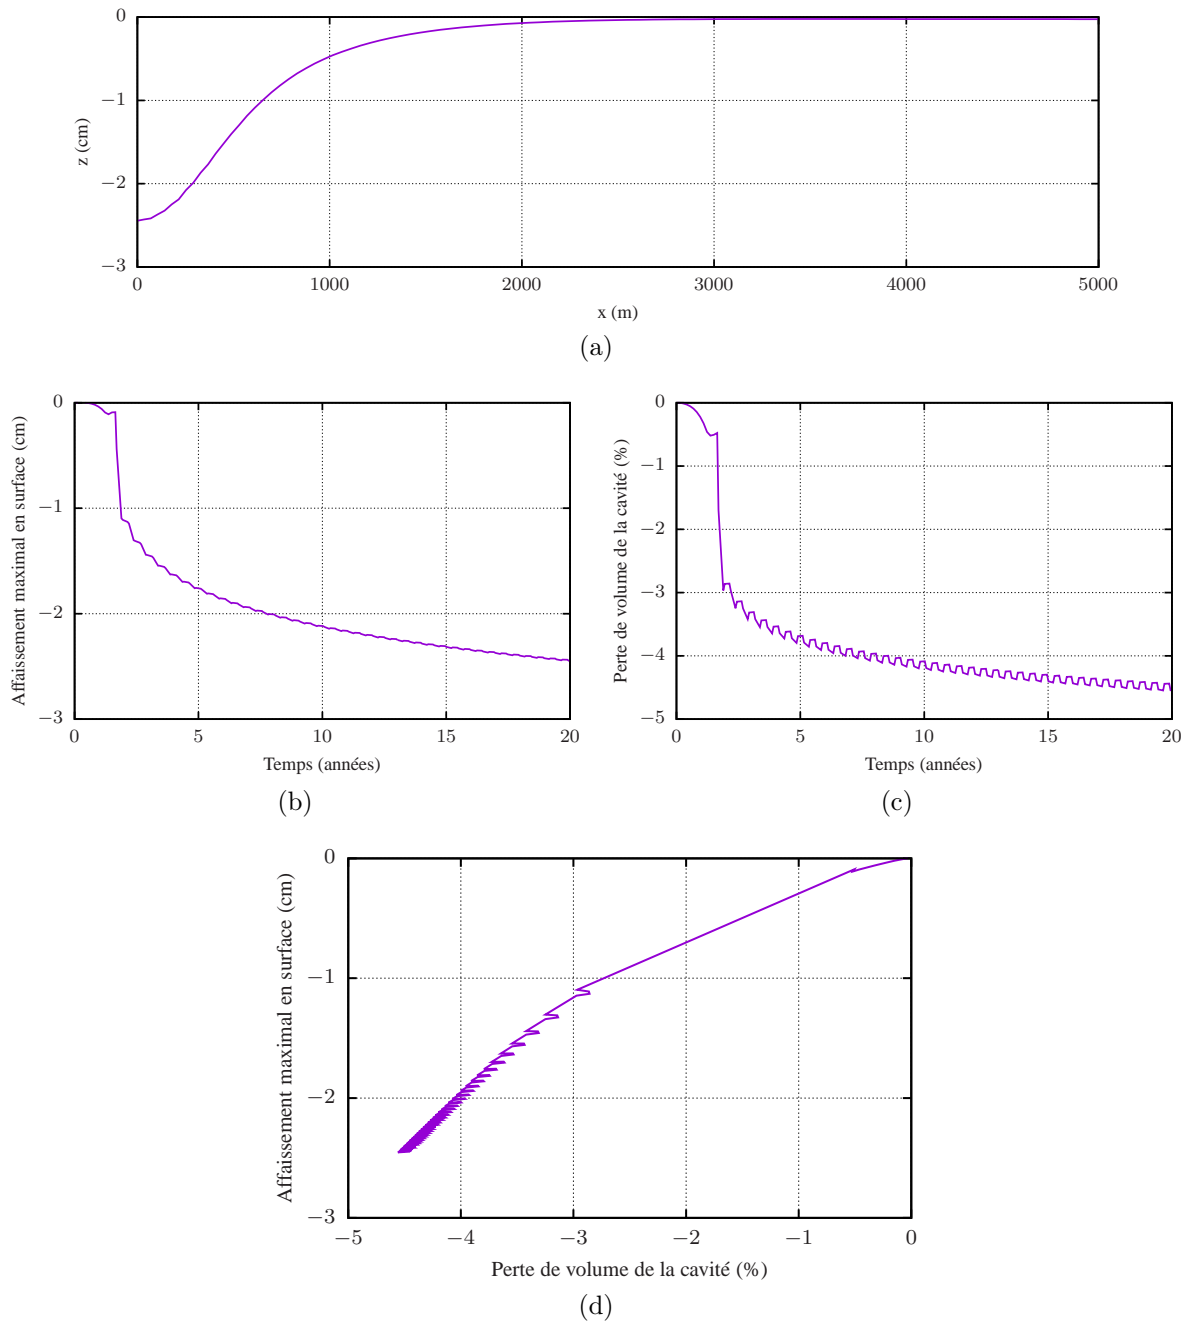 0
−1
−2
−3
z (cm)
0 1000 2000 3000 4000 5000
x (m)
(a)
0
−1
−2
−3
Affaissement maximal en surface (cm)
0 5 10 15 20
Temps (années)
(b)
0
−1
−2
−3
−4
−5
Perte de volume de la cavité (%)
0 5 10 15 20
Temps (années)
(c)
0
−1
−2
−3
Affaissement maximal en surface (cm)
−5 −4 −3 −2 −1 0
Perte de volume de la cavité (%)
(d)